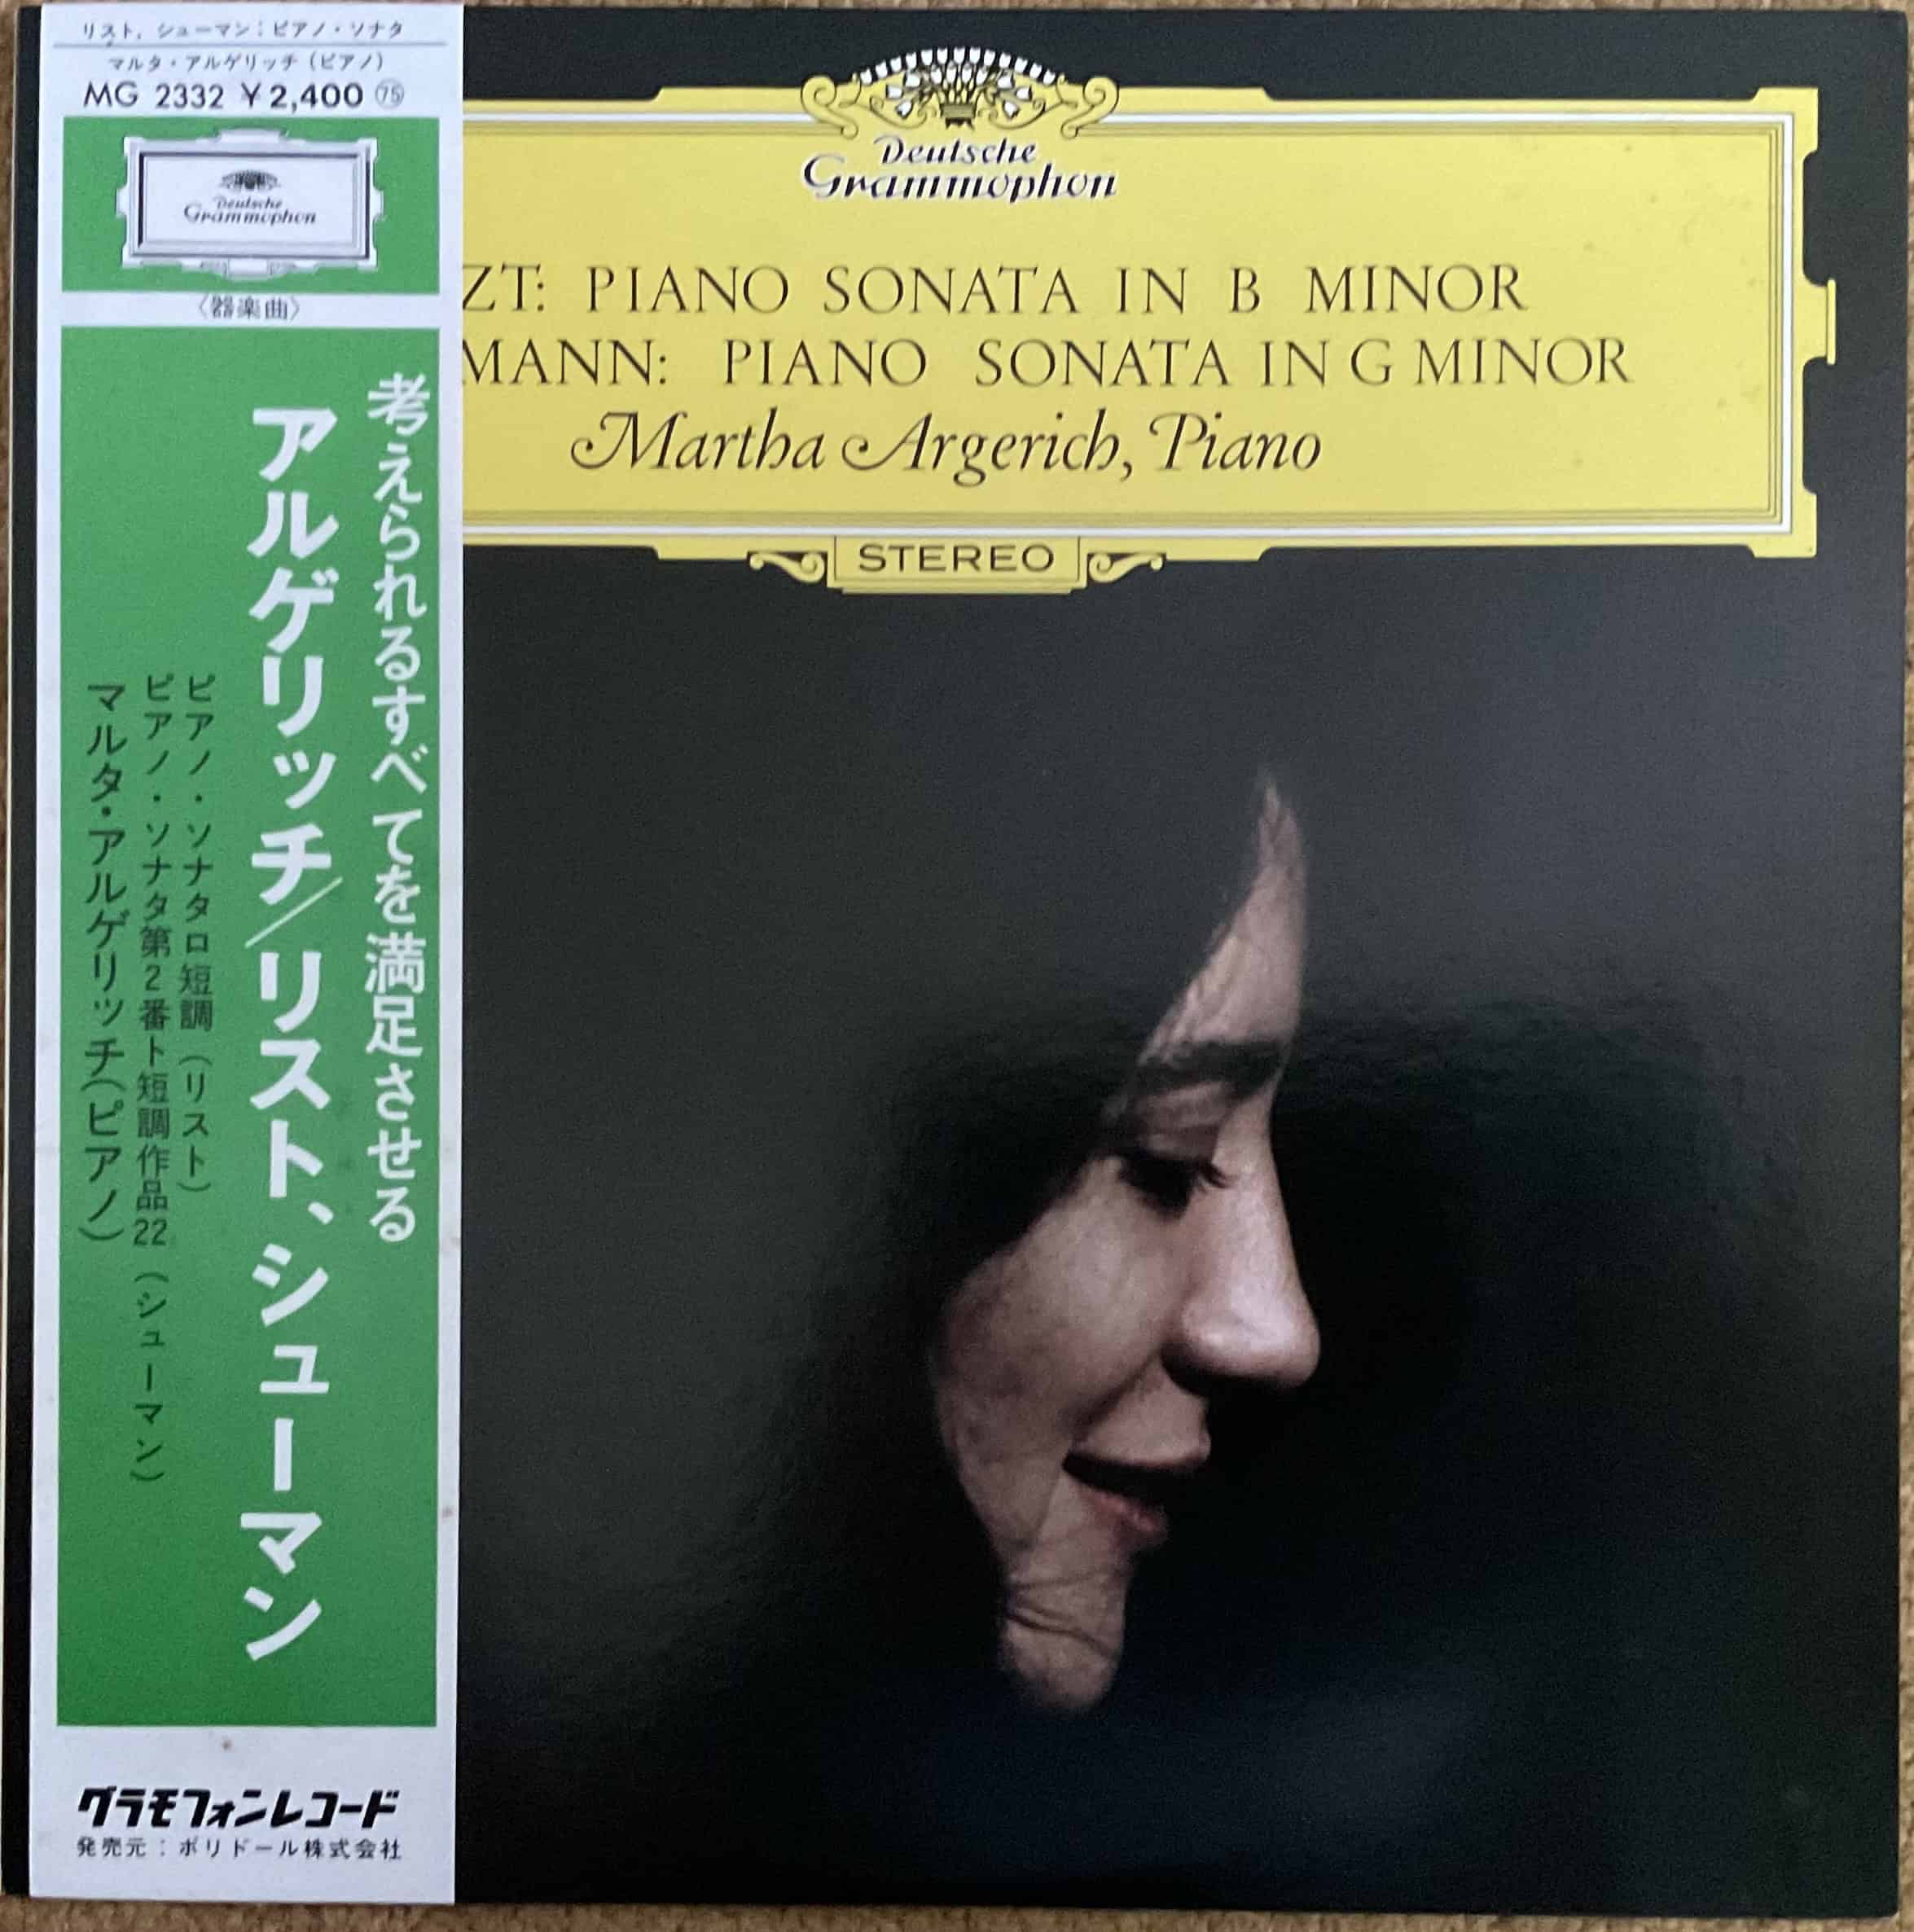 リスト，シューマン：ピアノ・ソナタ
マルタ・アルゲリッチ（ピアノ）
MG 2332 ￥2,400 ㊄
Deutsche
Grammophon
〈器楽曲〉
考えられるすべてを満足させる
アルゲリッチ／リスト、シューマン
ピアノ・ソナタロ短調（リスト）
ピアノ・ソナタ第2番ト短調作品22（シューマン）
マルタ・アルゲリッチ（ピアノ）
グラモフォンレコード
発売元：ポリドール株式会社
Deutsche
Grammophon
ZT: PIANO SONATA IN B MINOR
MANN: PIANO SONATA IN G MINOR
Martha Argerich, Piano
STEREO